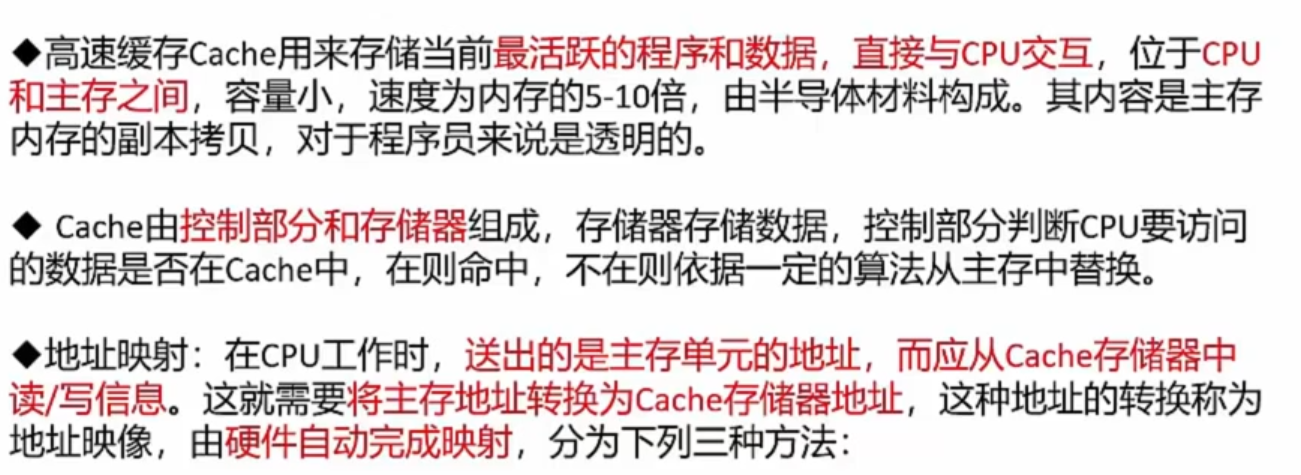 ◆高速缓存Cache用来存储当前最活跃的程序和数据，直接与CPU交互，位于CPU
和主存之间，容量小，速度为内存的5-10倍，由半导体材料构成。其内容是主存
内存的副本拷贝，对于程序员来说是透明的。
◆ Cache由控制部分和存储器组成，存储器存储数据，控制部分判断CPU要访问
的数据是否在Cache中，在则命中，不在则依据一定的算法从主存中替换。
◆地址映射：在CPU工作时，送出的是主存单元的地址，而应从Cache存储器中
读/写信息。这就需要将主存地址转换为Cache存储器地址，这种地址的转换称为
地址映像，由硬件自动完成映射，分为下列三种方法：